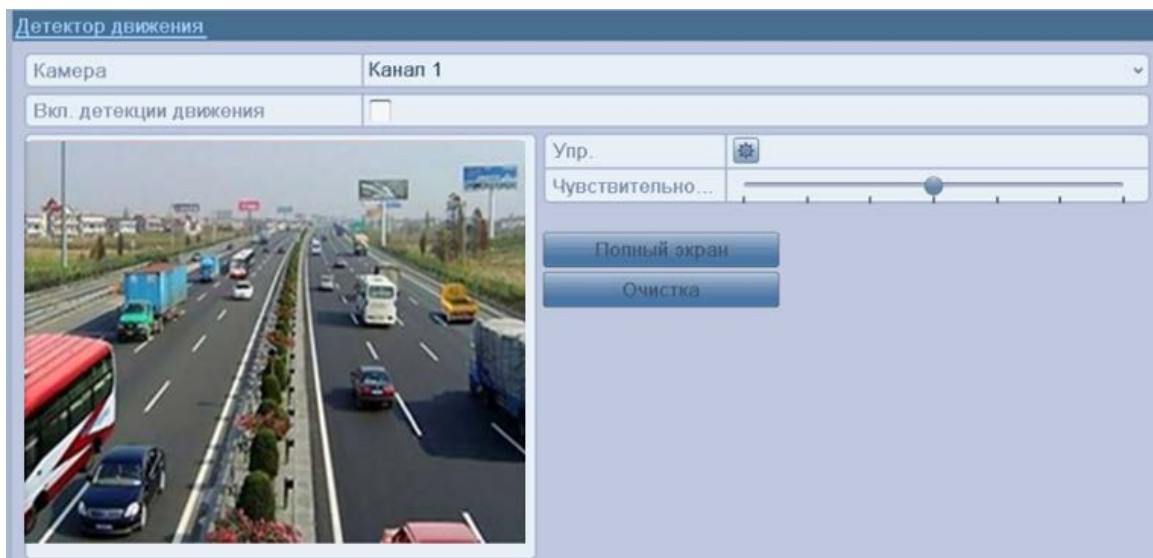 Детектор движения
Камера
Канал 1
Вкл. детекции движения
Упр.
Чувствительно...
Полный экран
Очистка